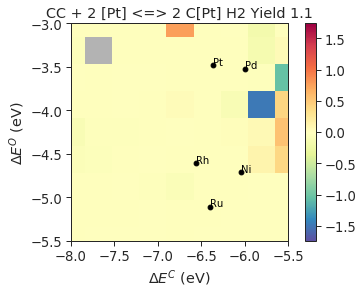 CC + 2 [Pt] <=> 2 C[Pt] H2 Yield 1.1
−3.0
−3.5
−4.0
−4.5
−5.0
−5.5
ΔE^O (eV)
Pt
Pd
Rh
Ni
Ru
−8.0 −7.5 −7.0 −6.5 −6.0 −5.5
ΔE^C (eV)
1.5
1.0
0.5
0.0
−0.5
−1.0
−1.5